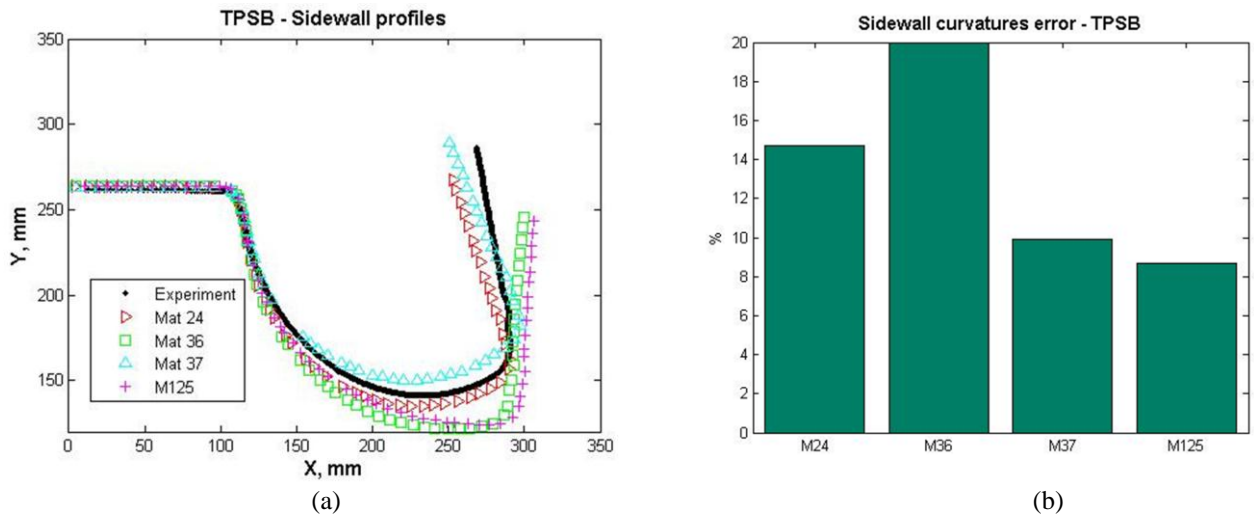 TPSB - Sidewall profiles
350
300
250
200
150
Y, mm
Experiment
Mat 24
Mat 36
Mat 37
M125
0 50 100 150 200 250 300 350
X, mm
(a)
Sidewall curvatures error - TPSB
20
18
16
14
12
10
8
6
4
2
0
%
M24 M36 M37 M125
(b)